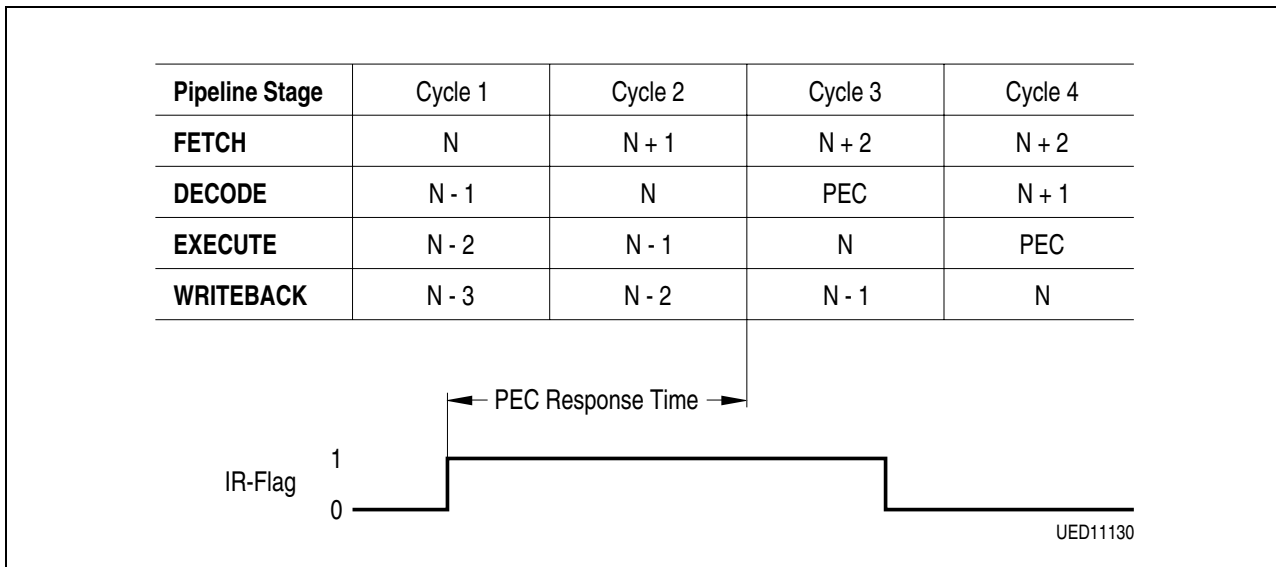 Pipeline Stage Cycle 1 Cycle 2 Cycle 3 Cycle 4
FETCH N N + 1 N + 2 N + 2
DECODE N - 1 N PEC N + 1
EXECUTE N - 2 N - 1 N PEC
WRITEBACK N - 3 N - 2 N - 1 N
PEC Response Time
1
IR-Flag
0
UED11130